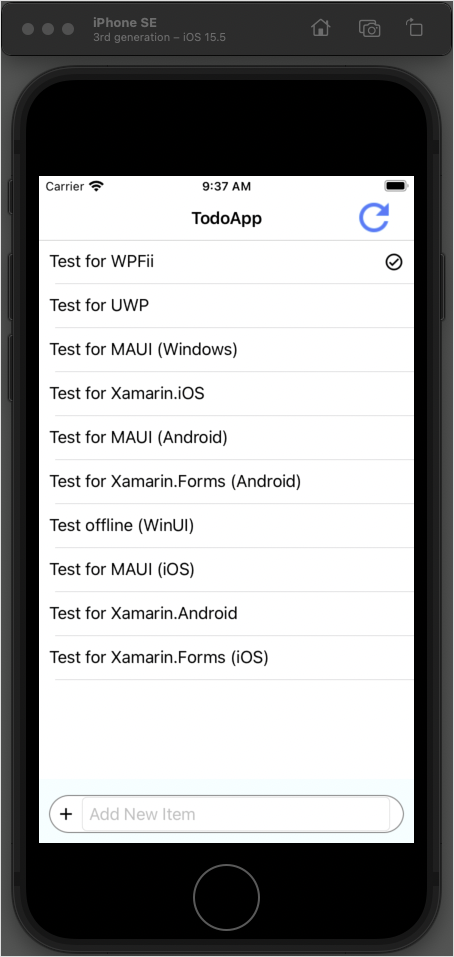 iPhone SE
3rd generation – iOS 15.5
Carrier 9:37 AM
TodoApp
Test for WPFii
Test for UWP
Test for MAUI (Windows)
Test for Xamarin.iOS
Test for MAUI (Android)
Test for Xamarin.Forms (Android)
Test offline (WinUI)
Test for MAUI (iOS)
Test for Xamarin.Android
Test for Xamarin.Forms (iOS)
+ Add New Item